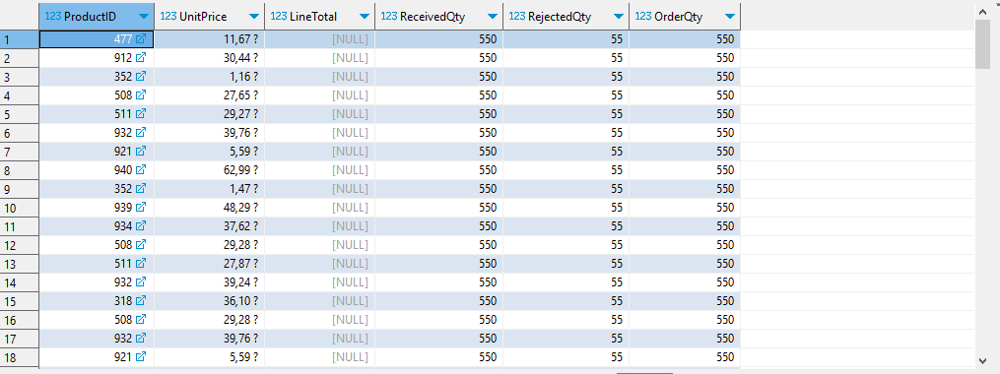 123 ProductID 123 UnitPrice 123 LineTotal 123 ReceivedQty 123 RejectedQty 123 OrderQty
1 477 11,67 ? [NULL] 550 55 550
2 912 30,44 ? [NULL] 550 55 550
3 352 1,16 ? [NULL] 550 55 550
4 508 27,65 ? [NULL] 550 55 550
5 511 29,27 ? [NULL] 550 55 550
6 932 39,76 ? [NULL] 550 55 550
7 921 5,59 ? [NULL] 550 55 550
8 940 62,99 ? [NULL] 550 55 550
9 352 1,47 ? [NULL] 550 55 550
10 939 48,29 ? [NULL] 550 55 550
11 934 37,62 ? [NULL] 550 55 550
12 508 29,28 ? [NULL] 550 55 550
13 511 27,87 ? [NULL] 550 55 550
14 932 39,24 ? [NULL] 550 55 550
15 318 36,10 ? [NULL] 550 55 550
16 508 29,28 ? [NULL] 550 55 550
17 932 39,76 ? [NULL] 550 55 550
18 921 5,59 ? [NULL] 550 55 550